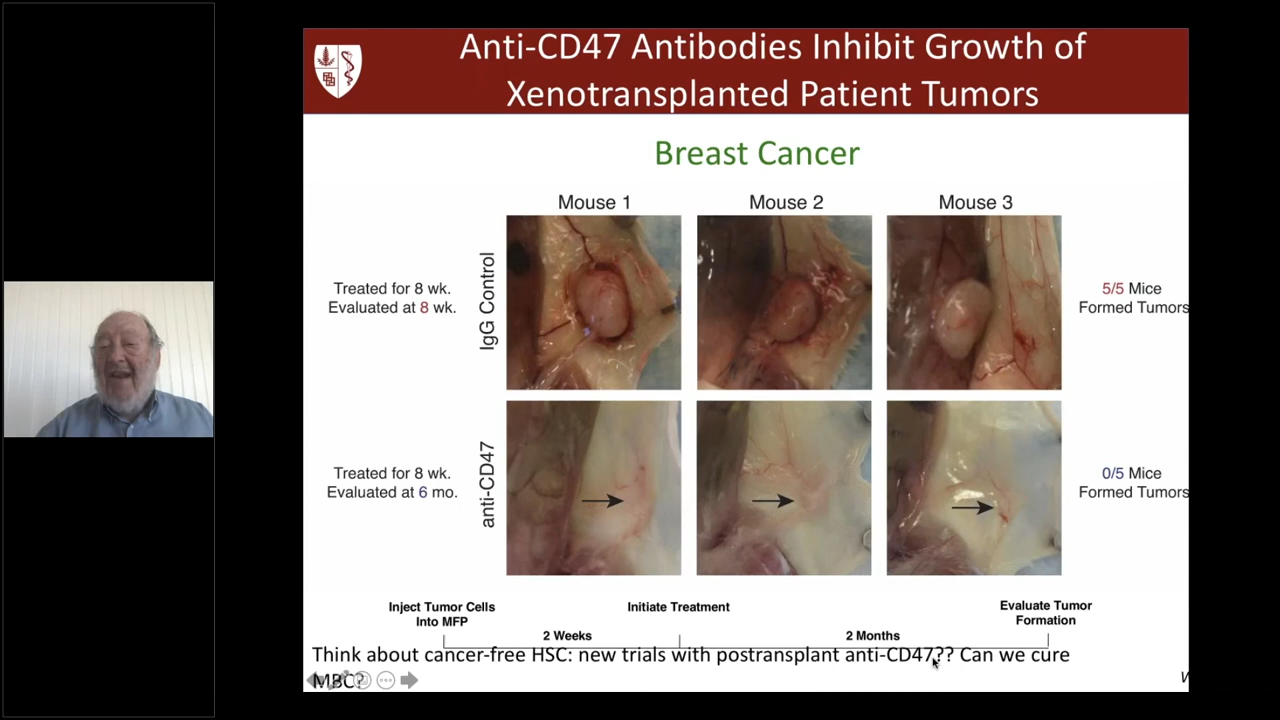 Anti-CD47 Antibodies Inhibit Growth of
Xenotransplanted Patient Tumors
Breast Cancer
Mouse 1
Mouse 2
Mouse 3
IgG Control
Treated for 8 wk.
Evaluated at 8 wk.
5/5 Mice
Formed Tumors
anti-CD47
Treated for 8 wk.
Evaluated at 6 mo.
0/5 Mice
Formed Tumors
Inject Tumor Cells
Into MFP
Initiate Treatment
Evaluate Tumor
Formation
2 Weeks
2 Months
Think about cancer-free HSC: new trials with postransplant anti-CD47?? Can we cure
MBC?